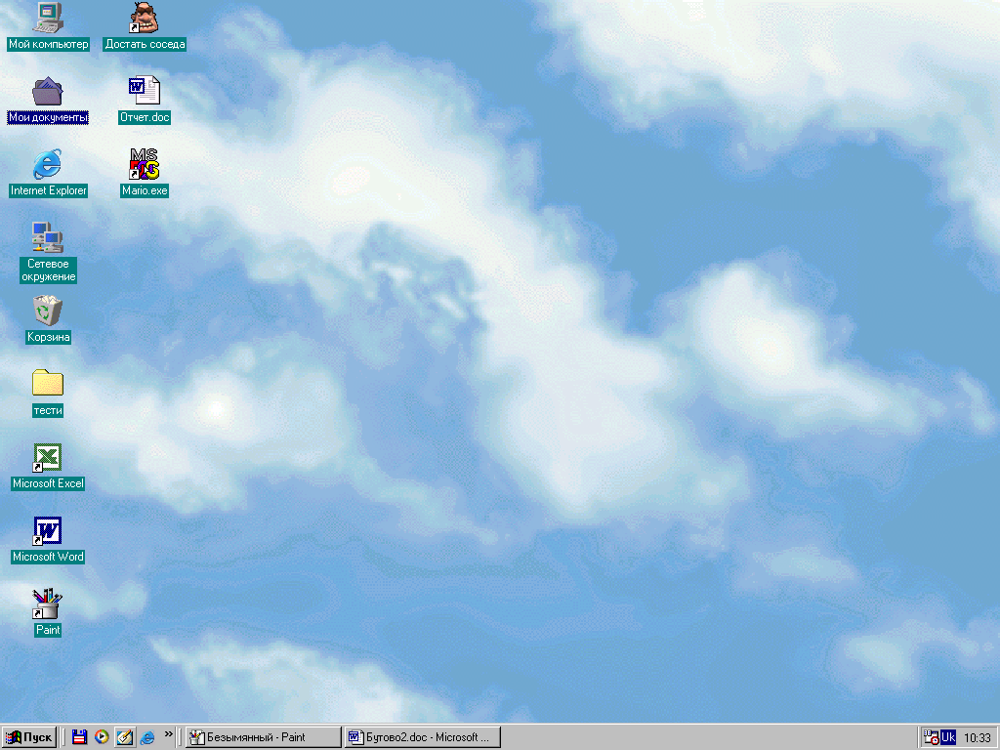 Мой компьютер
Достать соседа
Мои документы
Отчет.doc
Internet Explorer
Mario.exe
Сетевое
окружение
Корзина
тести
Microsoft Excel
Microsoft Word
Paint
Пуск
Безымянный - Paint
Бутово2.doc - Microsoft ...
Uk
10:33